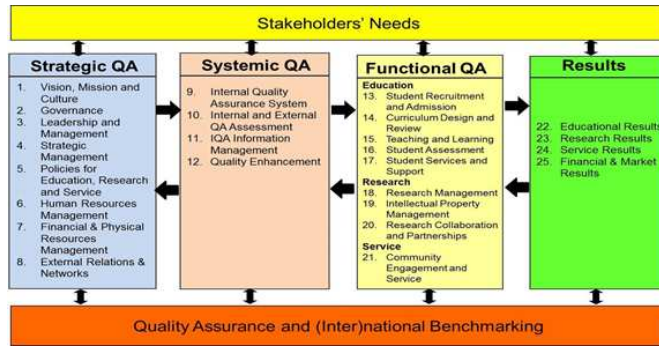 Stakeholders' Needs
Strategic QA
1. Vision, Mission and
Culture
2. Governance
3. Leadership and
Management
4. Strategic
Management
5. Policies for
Education, Research
and Service
6. Human Resources
Management
7. Financial & Physical
Resources
Management
8. External Relations &
Networks
Systemic QA
9. Internal Quality
Assurance System
10. Internal and External
QA Assessment
11. IQA Information
Management
12. Quality Enhancement
Functional QA
Education
13. Student Recruitment
and Admission
14. Curriculum Design and
Review
15. Teaching and Learning
16. Student Assessment
17. Student Services and
Support
Research
18. Research Management
19. Intellectual Property
Management
20. Research Collaboration
and Partnerships
Service
21. Community
Engagement and
Service
Results
22. Educational Results
23. Research Results
24. Service Results
25. Financial & Market
Results
Quality Assurance and (Inter)national Benchmarking